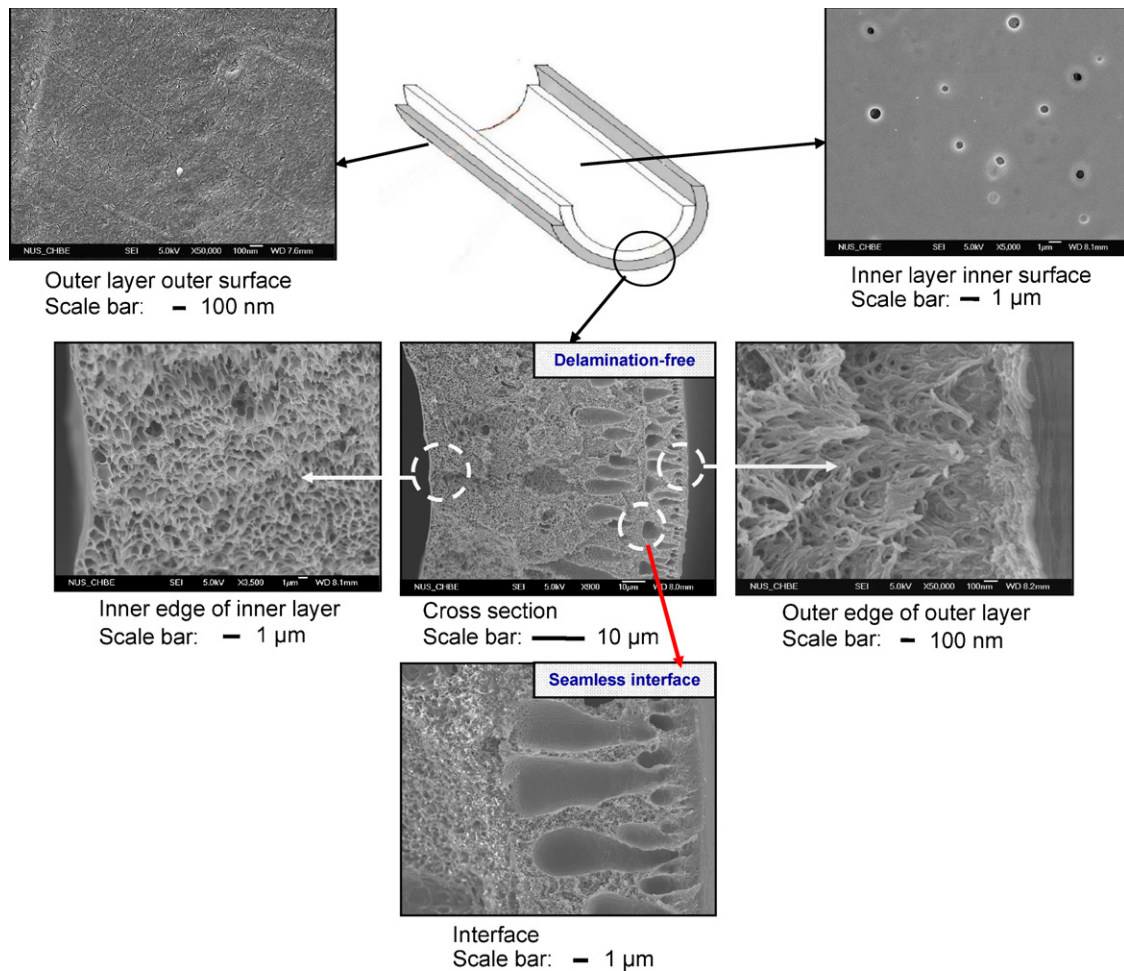 NUS_CHBE SEI 5.0kV X50,000 100nm WD 7.6mm
Outer layer outer surface
Scale bar: 100 nm
NUS_CHBE SEI 5.0kV X5,000 1μm WD 8.1mm
Inner layer inner surface
Scale bar: 1 μm
NUS_CHBE SEI 5.0kV X3,500 1μm WD 8.1mm
Inner edge of inner layer
Scale bar: 1 μm
Delamination-free
NUS_CHBE SEI 5.0kV X900 10μm WD 8.0mm
Cross section
Scale bar: 10 μm
NUS_CHBE SEI 5.0kV X50,000 100nm WD 8.2mm
Outer edge of outer layer
Scale bar: 100 nm
Seamless interface
Interface
Scale bar: 1 μm